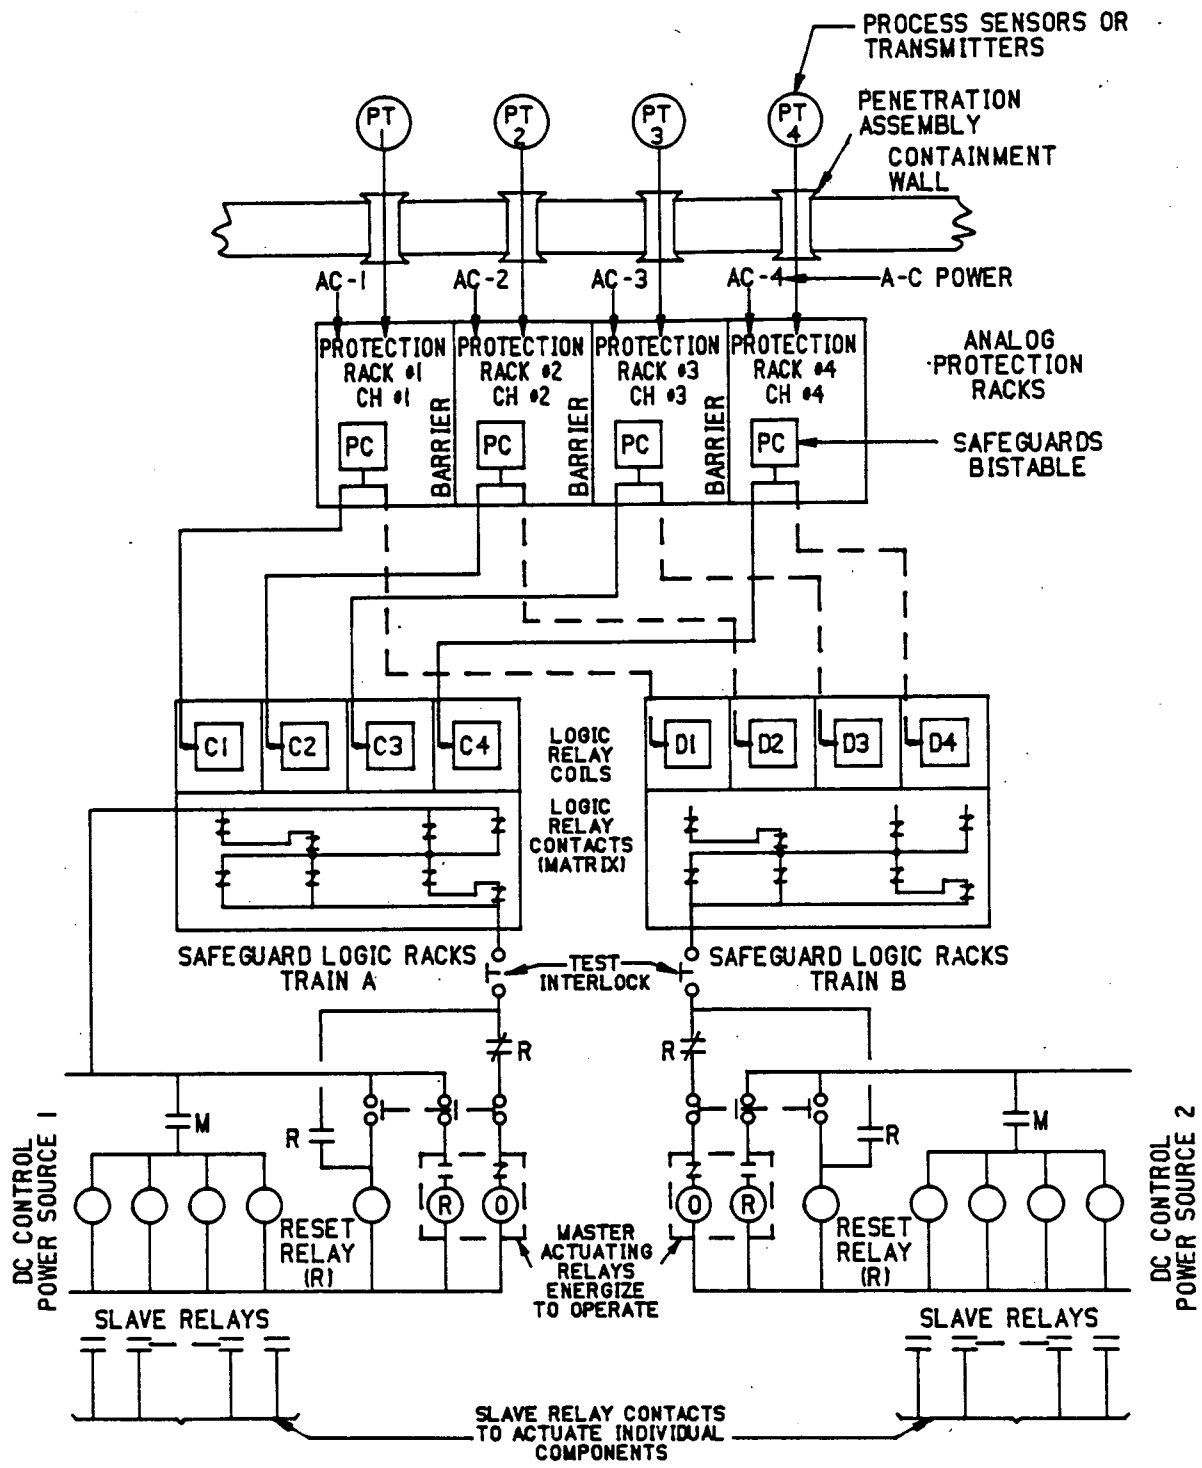 PROCESS SENSORS OR
TRANSMITTERS
PT
1
PT
2
PT
3
PT
4
PENETRATION
ASSEMBLY
CONTAINMENT
WALL
AC-1
AC-2
AC-3
AC-4
A-C POWER
PROTECTION
RACK #1
CH #1
PROTECTION
RACK #2
CH #2
PROTECTION
RACK #3
CH #3
PROTECTION
RACK #4
CH #4
ANALOG
PROTECTION
RACKS
PC
BARRIER
PC
BARRIER
PC
BARRIER
PC
SAFEGUARDS
BISTABLE
C1
C2
C3
C4
LOGIC
RELAY
COILS
D1
D2
D3
D4
LOGIC
RELAY
CONTACTS
(MATRIX)
SAFEGUARD LOGIC RACKS
TRAIN A
TEST
INTERLOCK
SAFEGUARD LOGIC RACKS
TRAIN B
R
R
M
R
R
M
DC CONTROL
POWER SOURCE 1
R
O
O
R
DC CONTROL
POWER SOURCE 2
RESET
RELAY
(R)
MASTER
ACTUATING
RELAYS
ENERGIZE
TO OPERATE
RESET
RELAY
(R)
SLAVE RELAYS
SLAVE RELAYS
SLAVE RELAY CONTACTS
TO ACTUATE INDIVIDUAL
COMPONENTS